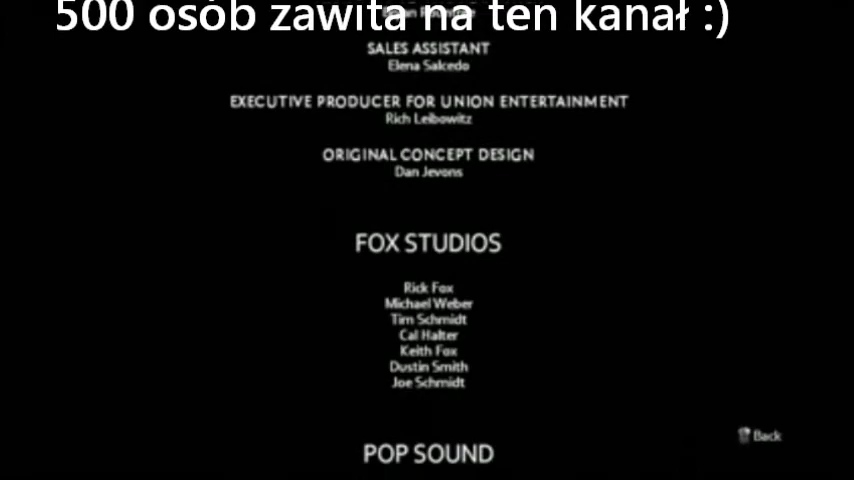 500 osób zawita na ten kanał :)
SALES ASSISTANT
Elena Salcedo
EXECUTIVE PRODUCER FOR UNION ENTERTAINMENT
Rich Leibowitz
ORIGINAL CONCEPT DESIGN
Dan Jevons
FOX STUDIOS
Rick Fox
Michael Weber
Tim Schmidt
Cal Halter
Keith Fox
Dustin Smith
Joe Schmidt
Back
POP SOUND